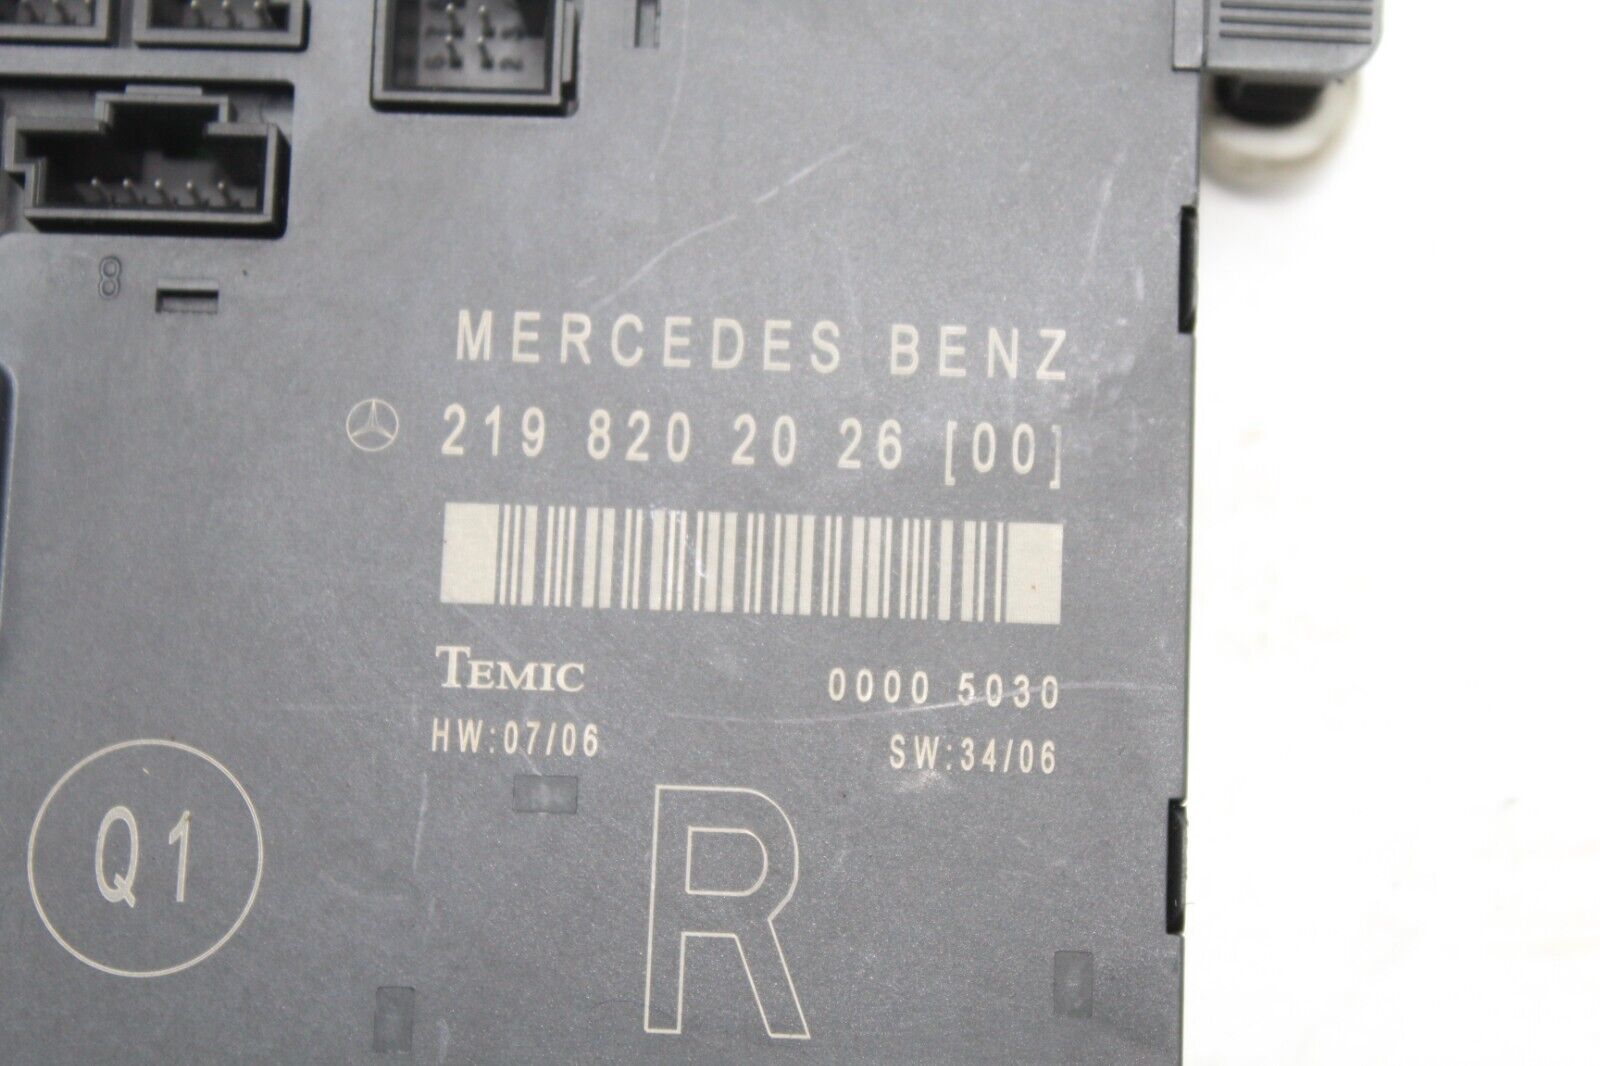 8
MERCEDES BENZ
219 820 20 26 [00]
TEMIC 0000 5030
HW:07/06 SW:34/06
Q1
R